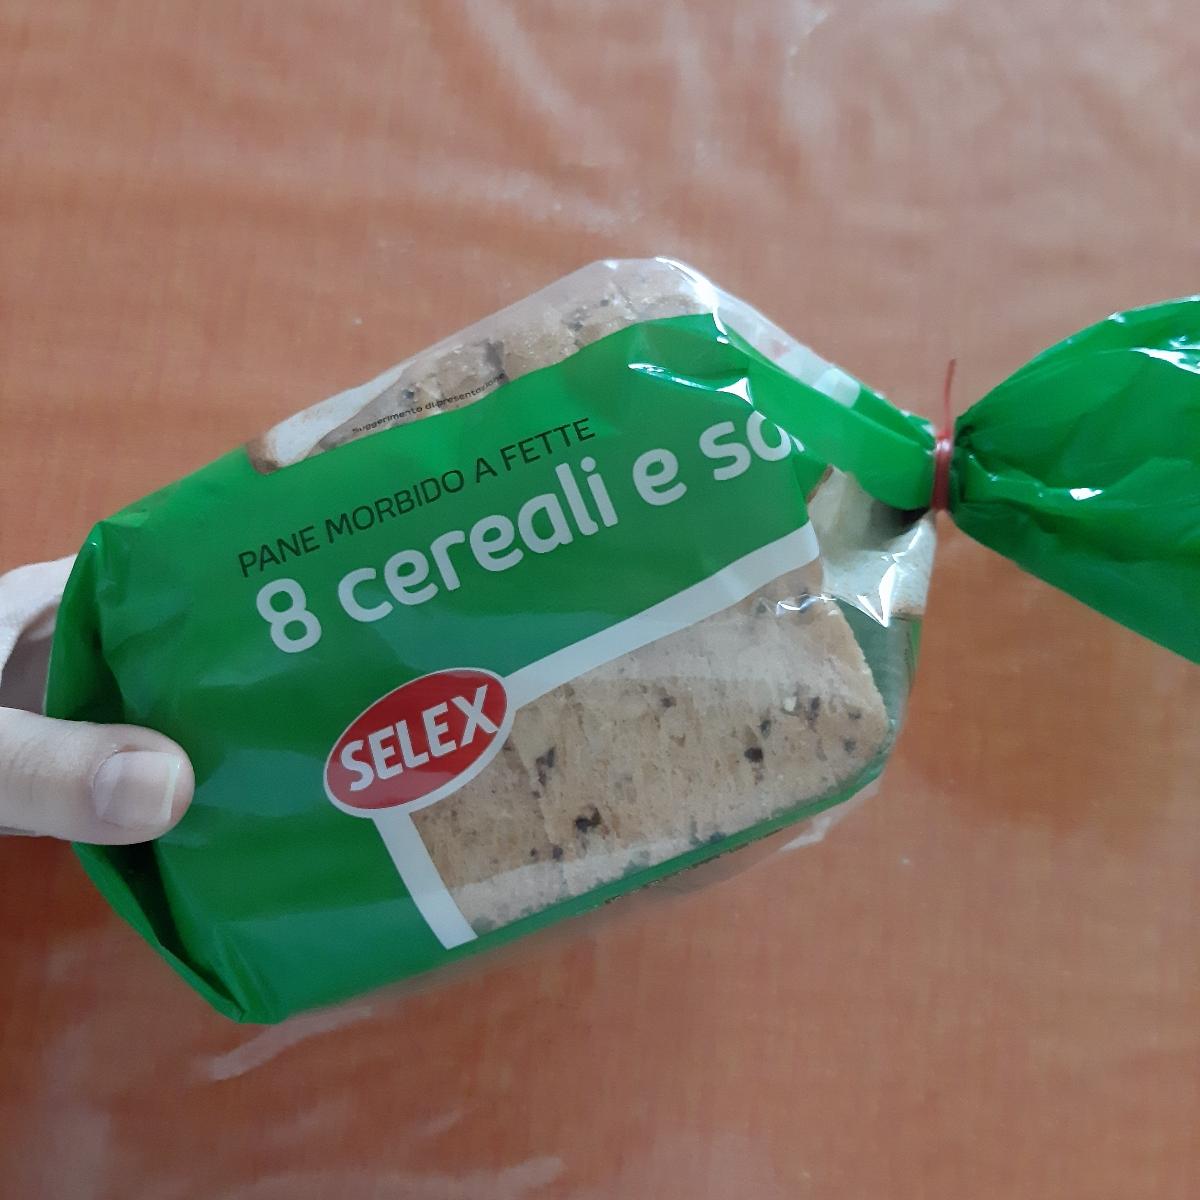 Suggerimento di presentazione
PANE MORBIDO A FETTE
8 cereali e so
SELEX